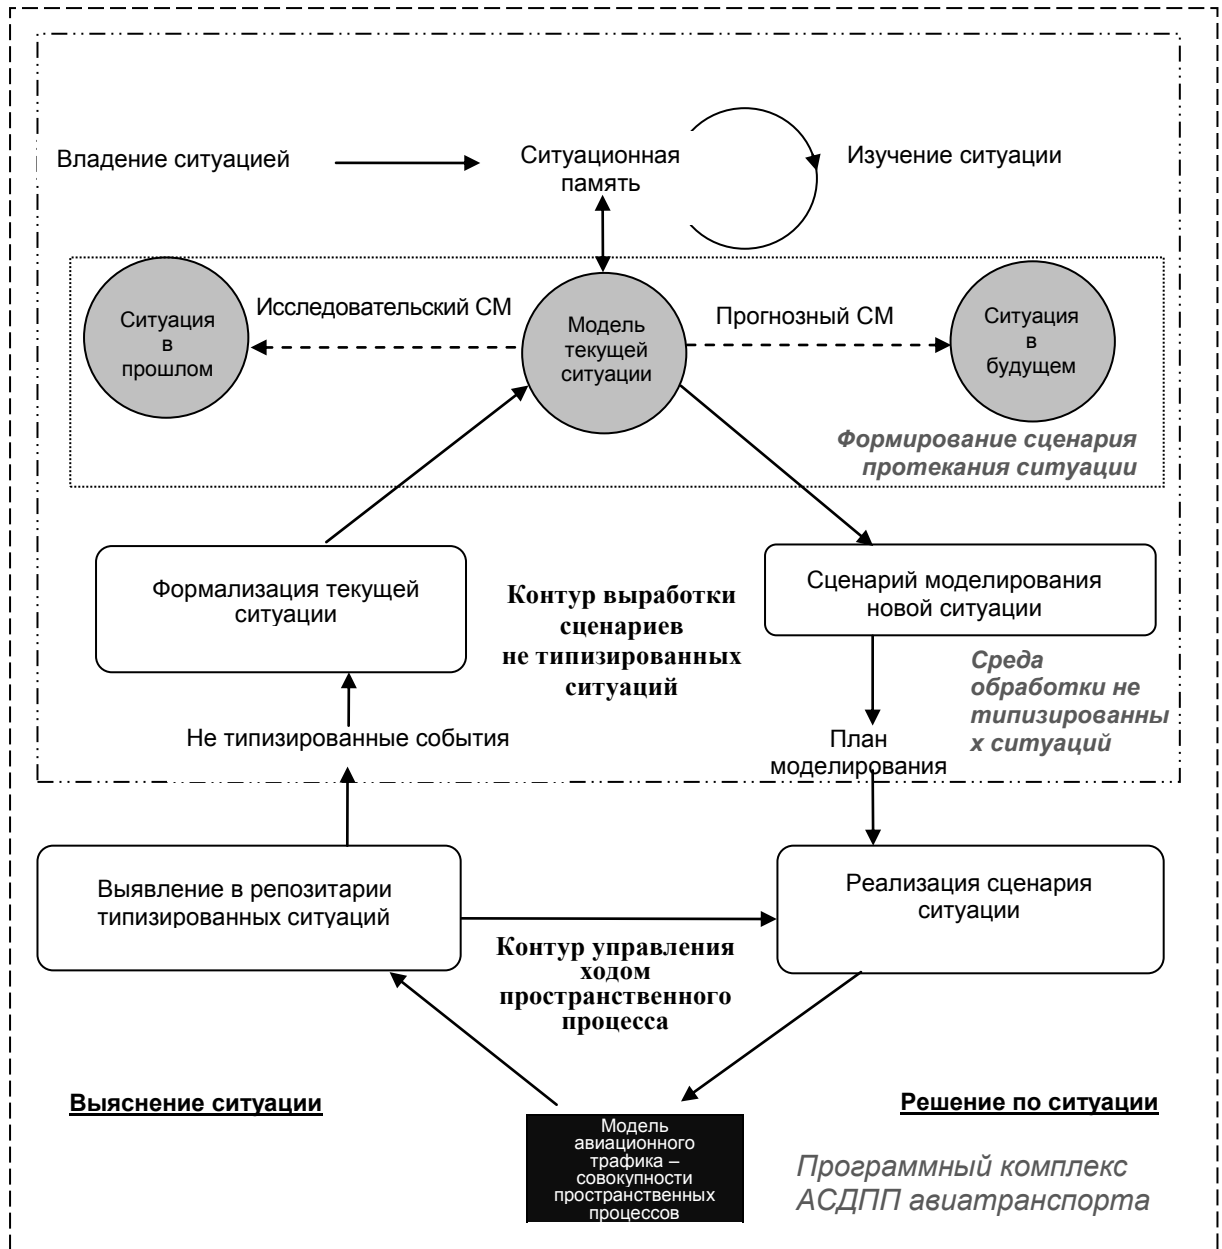 Владение ситуацией
Ситуационная
память
Изучение ситуации
Ситуация
в
прошлом
Исследовательский СМ
Модель
текущей
ситуации
Прогнозный СМ
Ситуация
в
будущем
Формирование сценария
протекания ситуации
Формализация текущей
ситуации
Контур выработки
сценариев
не типизированных
ситуаций
Сценарий моделирования
новой ситуации
Среда
обработки не
типизированны
х ситуаций
Не типизированные события
План
моделирования
Выявление в репозитарии
типизированных ситуаций
Реализация сценария
ситуации
Контур управления
ходом
пространственного
процесса
Выяснение ситуации
Решение по ситуации
Модель
авиационного
трафика –
совокупности
пространственных
процессов
Программный комплекс
АСДПП авиатранспорта